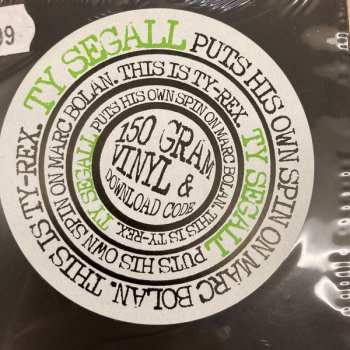 99
TY SEGALL PUTS HIS OWN SPIN ON MARC BOLAN. THIS IS TY-REX.
TY SEGALL PUTS HIS OWN SPIN ON MARC BOLAN. THIS IS TY-REX.
TY SEGALL PUTS HIS OWN SPIN ON MARC BOLAN. THIS IS TY-REX.
150 GRAM
VINYL &
DOWNLOAD CODE